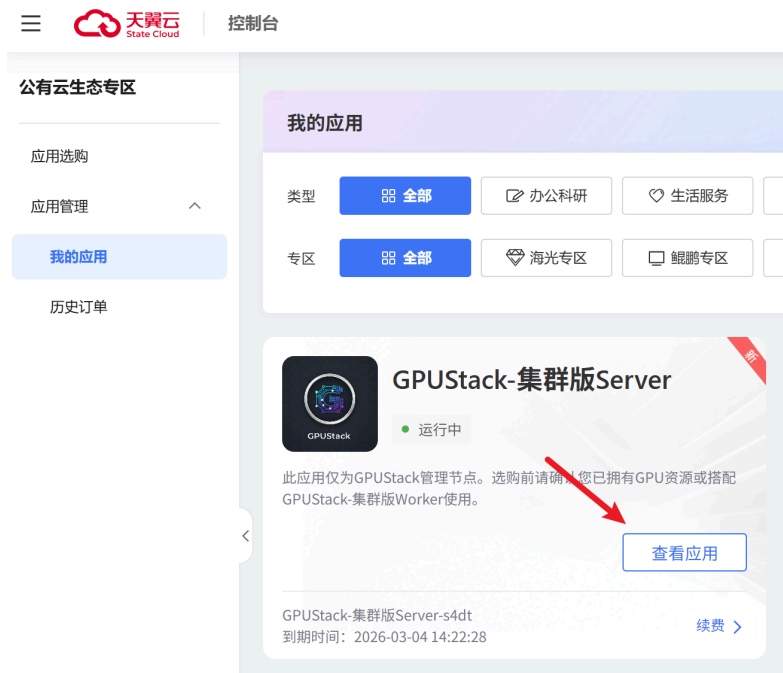 天翼云
State Cloud
控制台
公有云生态专区
应用选购
应用管理
我的应用
历史订单
我的应用
类型
全部
办公科研
生活服务
专区
全部
海光专区
鲲鹏专区
新
GPUStack
GPUStack-集群版Server
运行中
此应用仅为GPUStack管理节点。选购前请确认您已拥有GPU资源或搭配
GPUStack-集群版Worker使用。
查看应用
GPUStack-集群版Server-s4dt
到期时间：2026-03-04 14:22:28
续费